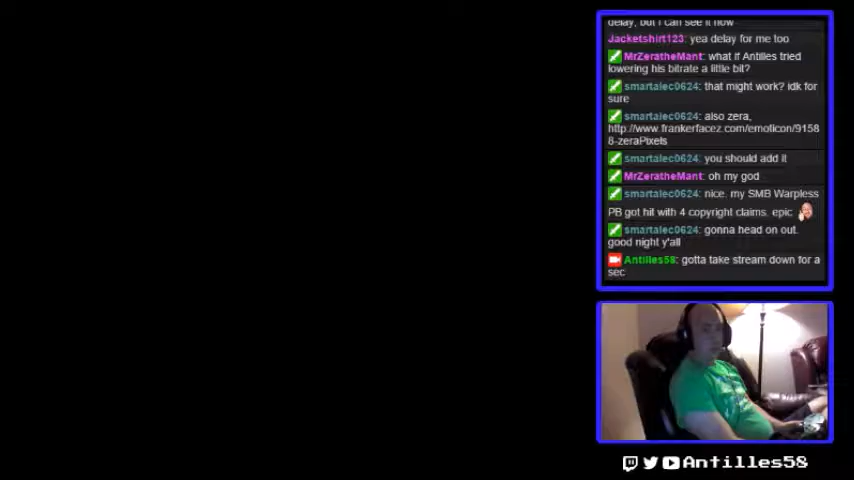 delay, but I can see it now
Jacketshirt123: yea delay for me too
MrZeratheMant: what if Antilles tried
lowering his bitrate a little bit?
smartalec0624: that might work? idk for
sure
smartalec0624: also zera,
http://www.frankerfacez.com/emoticon/9158
8-zeraPixels
smartalec0624: you should add it
MrZeratheMant: oh my god
smartalec0624: nice. my SMB Warpless
PB got hit with 4 copyright claims. epic
smartalec0624: gonna head on out.
good night y'all
Antilles58: gotta take stream down for a
sec
Antilles58